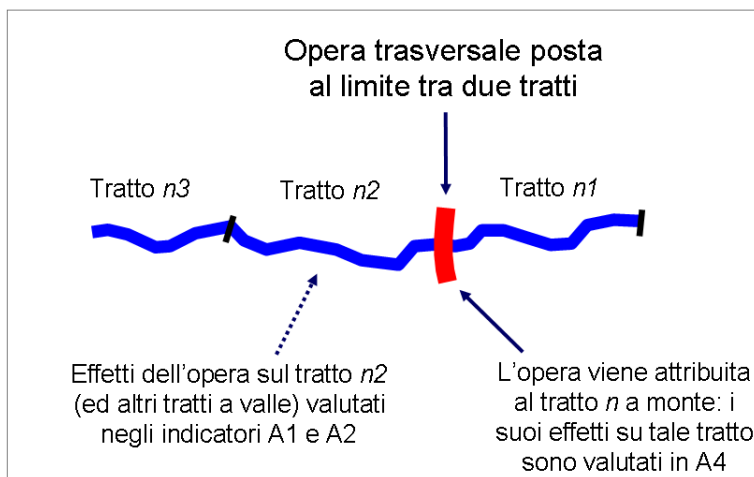 Opera trasversale posta
al limite tra due tratti
Tratto n3
Tratto n2
Tratto n1
Effetti dell'opera sul tratto n2
(ed altri tratti a valle) valutati
negli indicatori A1 e A2
L'opera viene attribuita
al tratto n a monte: i
suoi effetti su tale tratto
sono valutati in A4